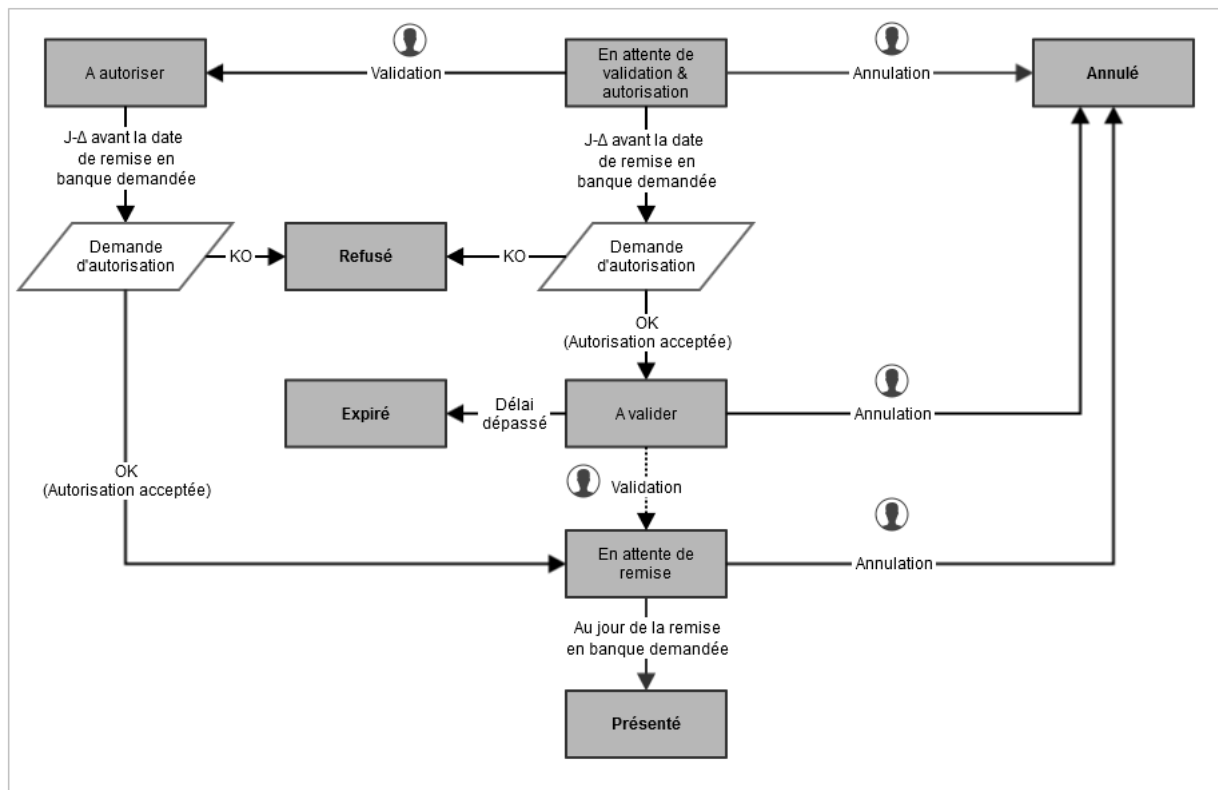 A autoriser
Validation
En attente de
validation &
autorisation
Annulation
Annulé
J-Δ avant la date
de remise en
banque demandée
J-Δ avant la date
de remise en
banque demandée
Demande
d'autorisation
KO
Refusé
KO
Demande
d'autorisation
OK
(Autorisation acceptée)
Expiré
Délai
dépassé
A valider
Annulation
OK
(Autorisation acceptée)
Validation
En attente de
remise
Annulation
Au jour de la remise
en banque demandée
Présenté